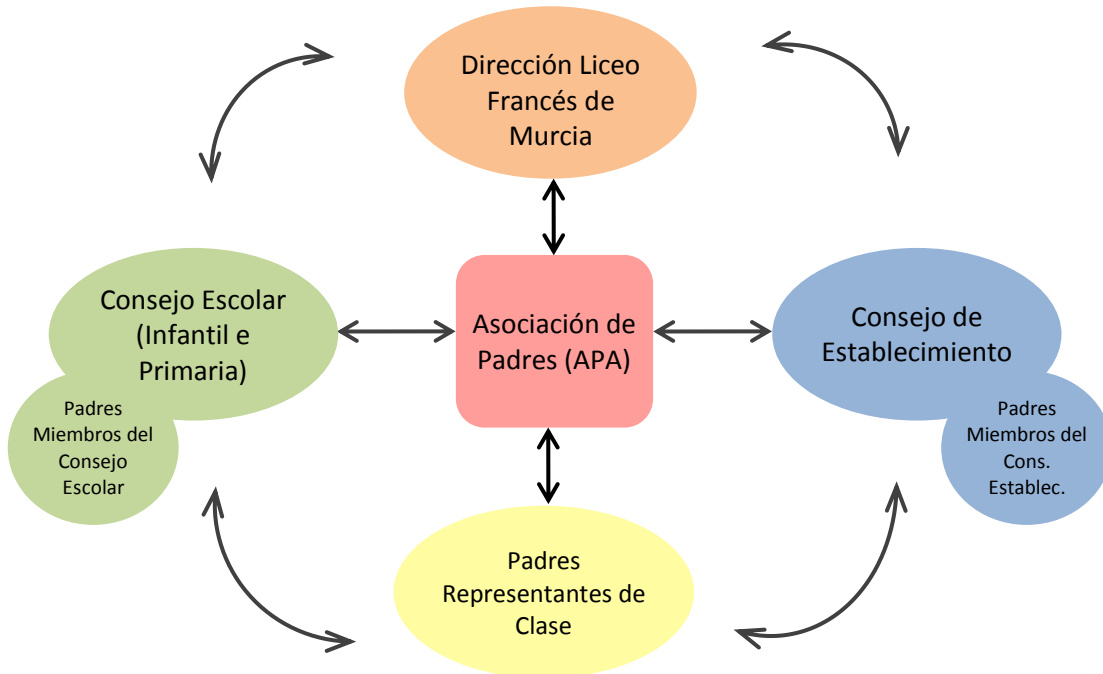 Dirección Liceo
Francés de
Murcia
Consejo Escolar
(Infantil e
Primaria)
Asociación de
Padres (APA)
Consejo de
Establecimiento
Padres
Miembros del
Consejo
Escolar
Padres
Miembros del
Cons.
Establec.
Padres
Representantes de
Clase